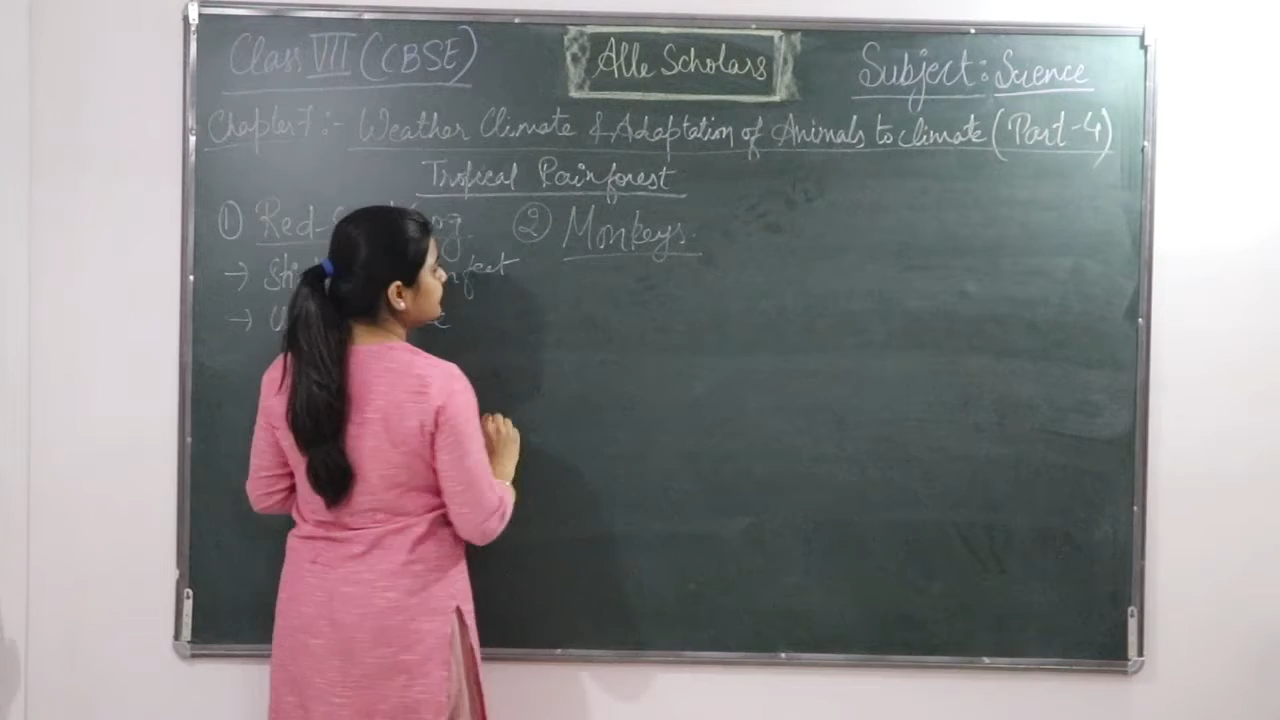 Class VII (CBSE)
Alle Scholars
Subject: Science
Chapter-7 :- Weather Climate & Adaptation of Animals to climate (Part-4)
Tropical Rainforest
① Red-
② Monkeys.
→ feet
→